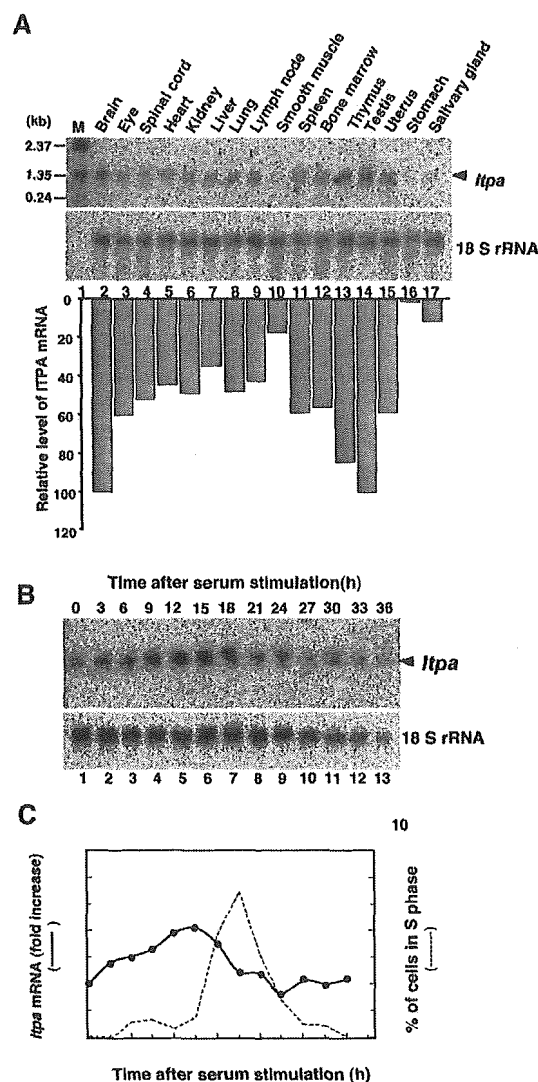 A
(kb) M Brain Eye Spinal cord Heart Kidney Liver Lung Lymph node Smooth muscle Spleen Bone marrow Thymus Testis Uterus Stomach Salivary gland
2.37
1.35
0.24
Itpa
18 S rRNA
1 2 3 4 5 6 7 8 9 10 11 12 13 14 15 16 17
Relative level of ITPA mRNA
0
40
60
80
100
120
Time after serum stimulation(h)
B
0 3 6 9 12 15 18 21 24 27 30 33 36
Itpa
18 S rRNA
1 2 3 4 5 6 7 8 9 10 11 12 13
C
10
Itpa mRNA (fold increase)
% of cells in S phase
Time after serum stimulation (h)